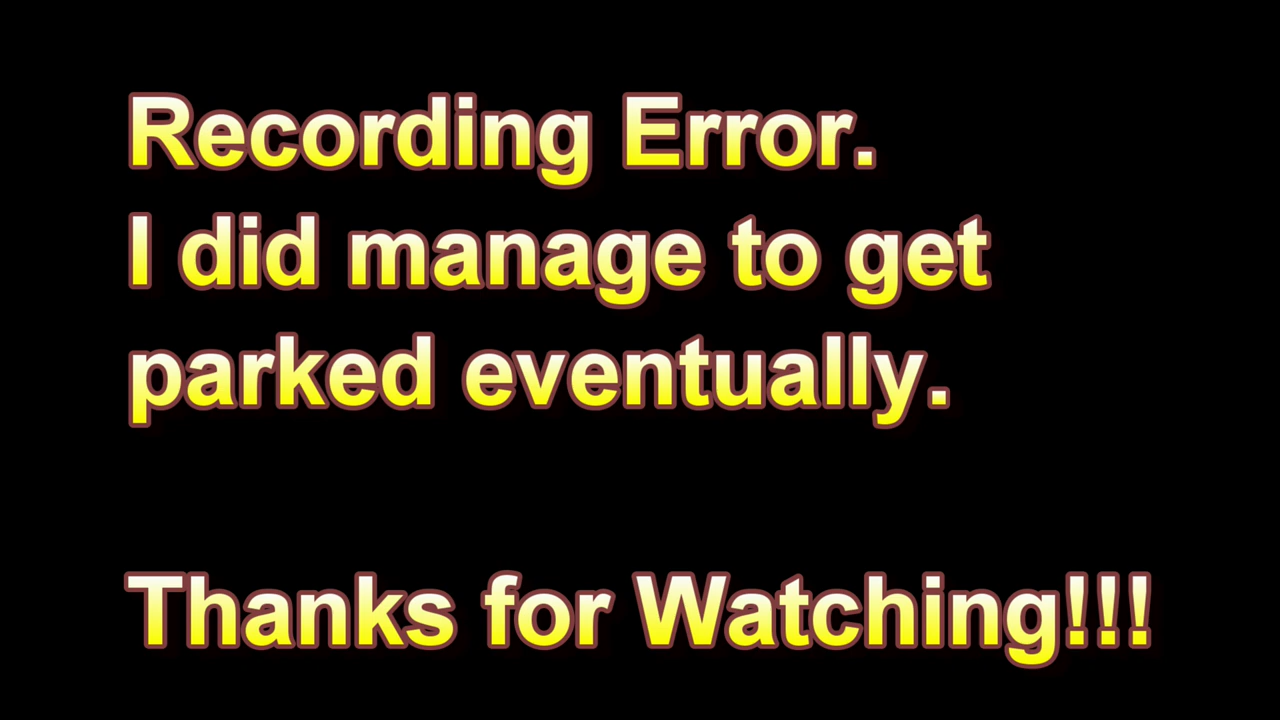 Recording Error.
I did manage to get
parked eventually.
Thanks for Watching!!!